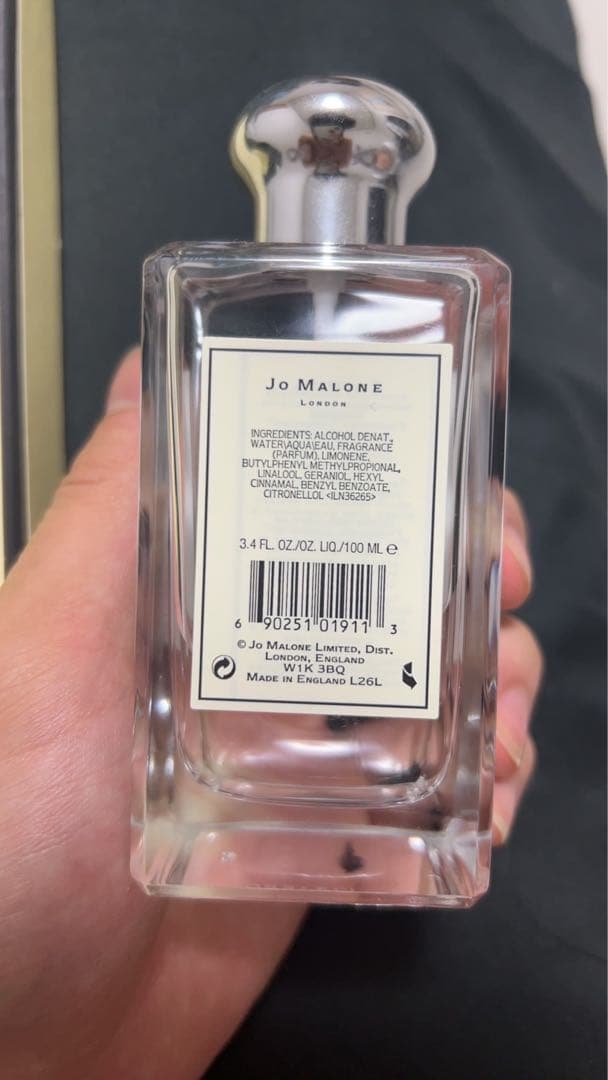 JO MALONE
LONDON
INGREDIENTS: ALCOHOL DENAT.,
WATER\AQUA\EAU, FRAGRANCE
(PARFUM), LIMONENE,
BUTYLPHENYL METHYLPROPIONAL,
LINALOOL, GERANIOL, HEXYL
CINNAMAL, BENZYL BENZOATE,
CITRONELLOL <ILN36265>
3.4 FL. OZ./OZ. LIQ./100 ML ℮
6 90251 01911 3
© JO MALONE LIMITED, DIST.
LONDON, ENGLAND
W1K 3BQ
MADE IN ENGLAND L26L